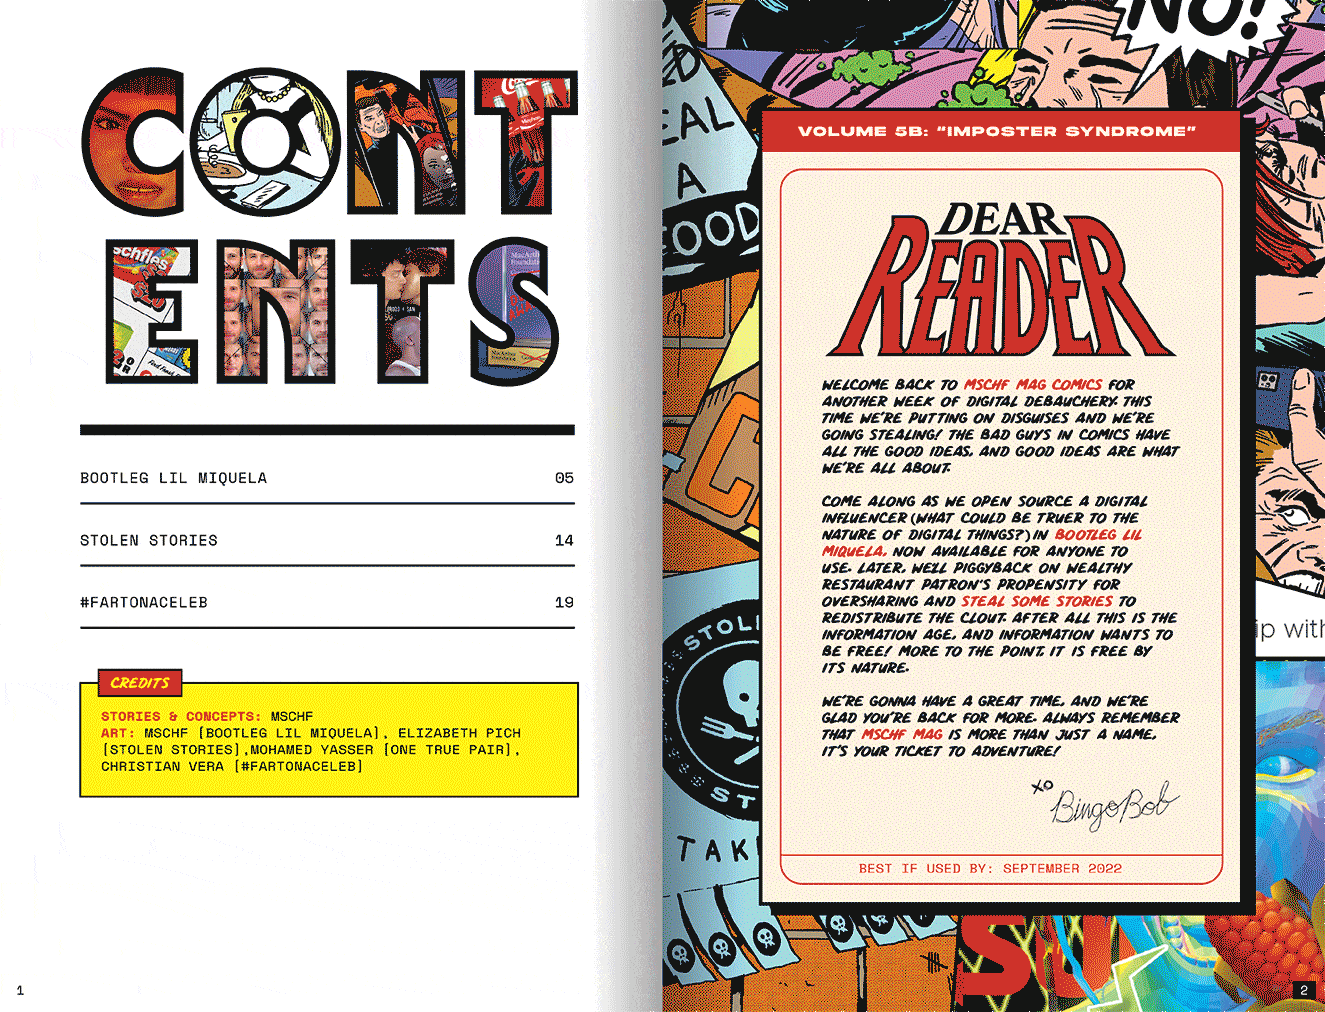 CONT
ENTS
BOOTLEG LIL MIQUELA 05
STOLEN STORIES 14
#FARTONACELEB 19
CREDITS
STORIES & CONCEPTS: MSCHF
ART: MSCHF [BOOTLEG LIL MIQUELA], ELIZABETH PICH
[STOLEN STORIES],MOHAMED YASSER [ONE TRUE PAIR],
CHRISTIAN VERA [#FARTONACELEB]
1
NO!
VOLUME 5B: "IMPOSTER SYNDROME"
DEAR
READER
WELCOME BACK TO MSCHF MAG COMICS FOR
ANOTHER WEEK OF DIGITAL DEBAUCHERY. THIS
TIME WE'RE PUTTING ON DISGUISES AND WE'RE
GOING STEALING! THE BAD GUYS IN COMICS HAVE
ALL THE GOOD IDEAS, AND GOOD IDEAS ARE WHAT
WE'RE ALL ABOUT.
COME ALONG AS WE OPEN SOURCE A DIGITAL
INFLUENCER (WHAT COULD BE TRUER TO THE
NATURE OF DIGITAL THINGS?) IN BOOTLEG LIL
MIQUELA, NOW AVAILABLE FOR ANYONE TO
USE. LATER, WE'LL PIGGYBACK ON WEALTHY
RESTAURANT PATRON'S PROPENSITY FOR
OVERSHARING AND STEAL SOME STORIES TO
REDISTRIBUTE THE CLOUT. AFTER ALL THIS IS THE
INFORMATION AGE, AND INFORMATION WANTS TO
BE FREE! MORE TO THE POINT, IT IS FREE BY
ITS NATURE.
WE'RE GONNA HAVE A GREAT TIME, AND WE'RE
GLAD YOU'RE BACK FOR MORE. ALWAYS REMEMBER
THAT MSCHF MAG IS MORE THAN JUST A NAME,
IT'S YOUR TICKET TO ADVENTURE!
XO
BingoBob
BEST IF USED BY: SEPTEMBER 2022
EAL
A
OOD
STOL
ST
TAK
ip with
SU
2